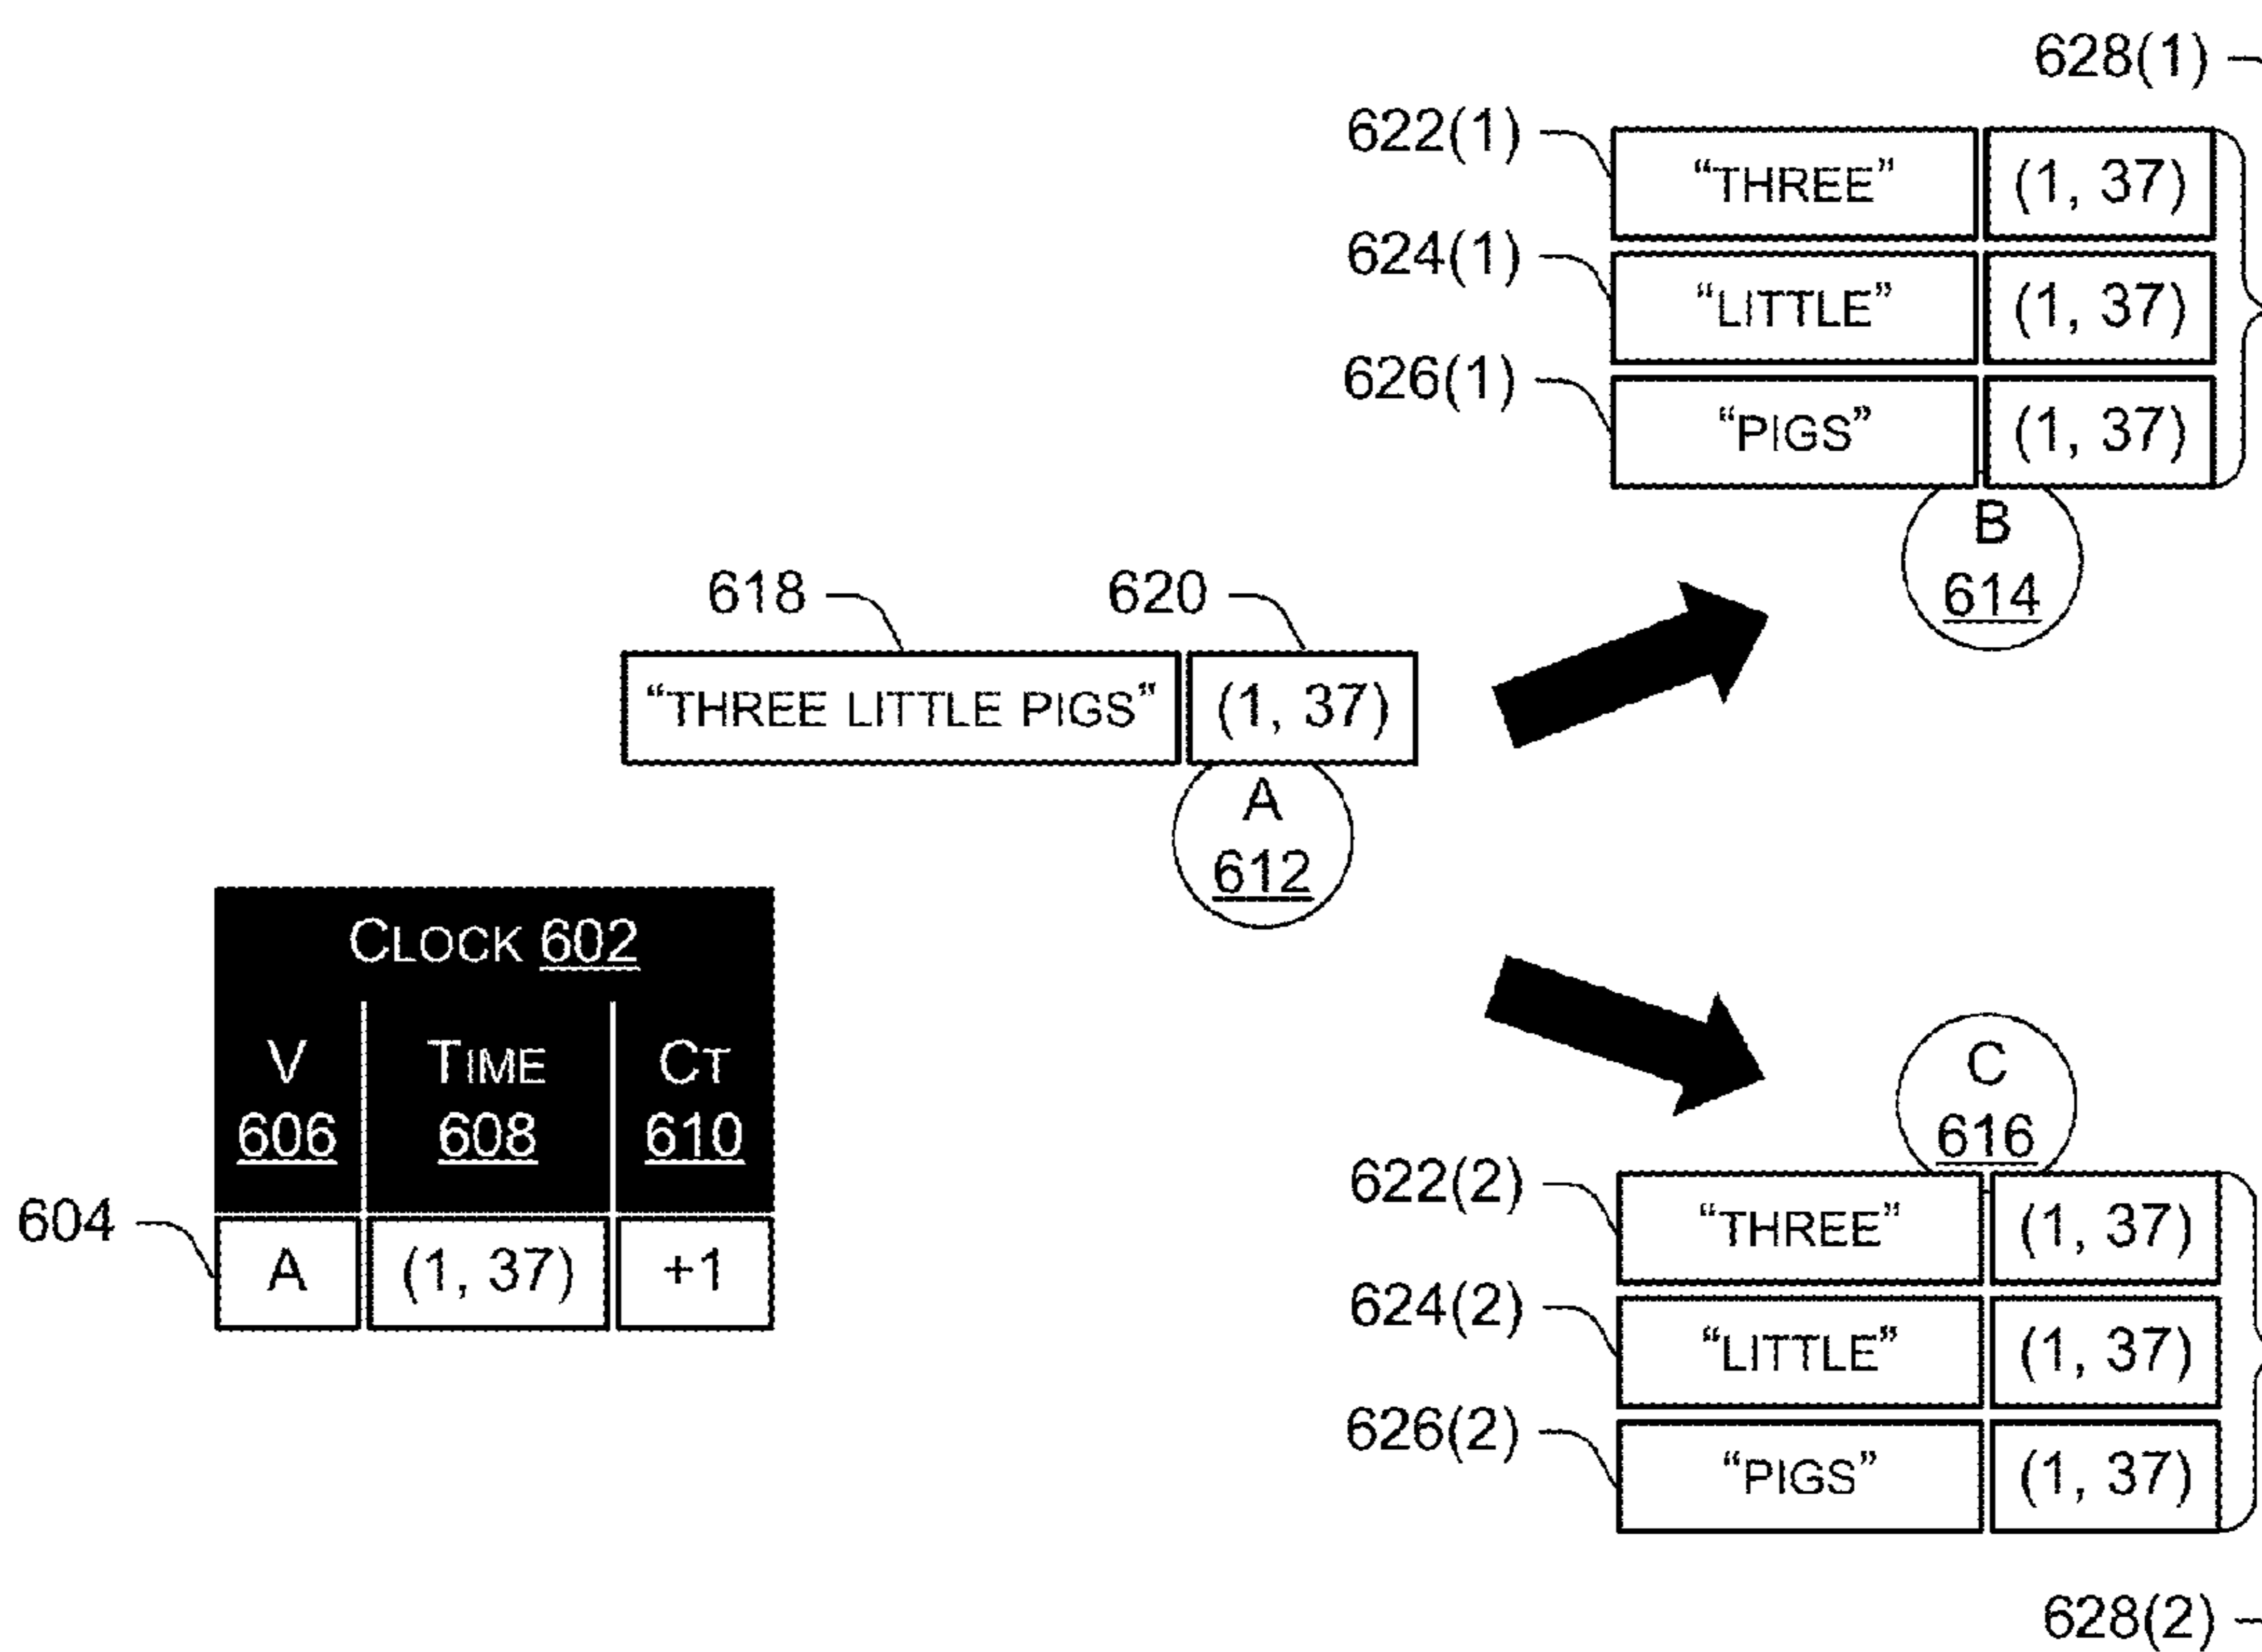 628(1)
622(1)
“THREE” (1, 37)
624(1)
“LITTLE” (1, 37)
626(1)
“PIGS” (1, 37)
B
614
618 620
“THREE LITTLE PIGS” (1, 37)
A
612
CLOCK 602
V TIME CT
606 608 610
604
A (1, 37) +1
C
616
622(2)
“THREE” (1, 37)
624(2)
“LITTLE” (1, 37)
626(2)
“PIGS” (1, 37)
628(2)